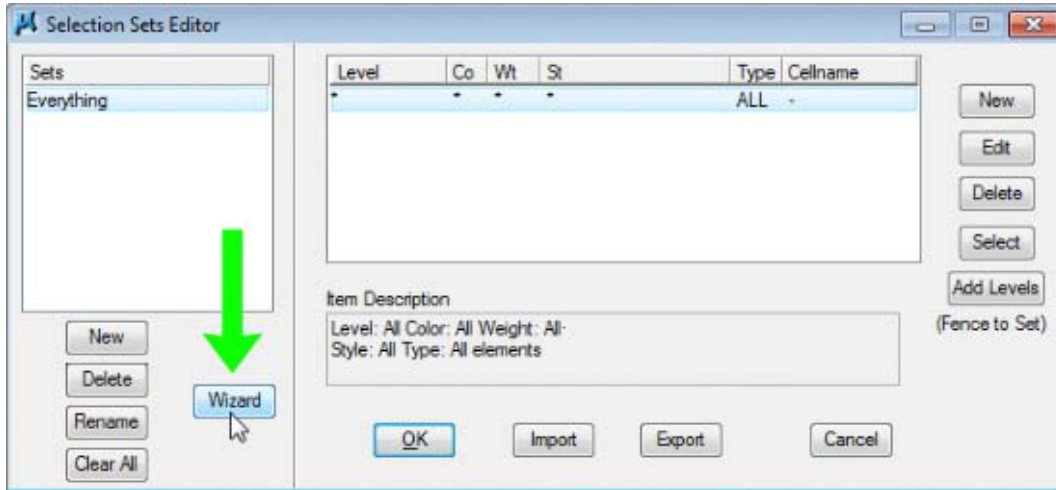 Selection Sets Editor
Sets
Everything
New
Delete
Rename
Clear All
Wizard
Level Co Wt St Type Cellname
* * * * ALL -
Item Description
Level: All Color: All Weight: All-
Style: All Type: All elements
OK Import Export Cancel
New
Edit
Delete
Select
Add Levels
(Fence to Set)